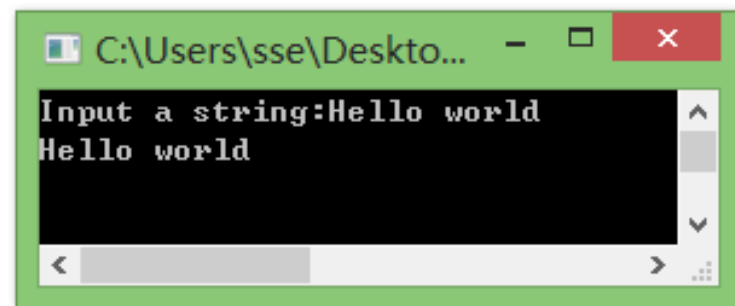 C:\Users\sse\Deskto...
Input a string:Hello world
Hello world